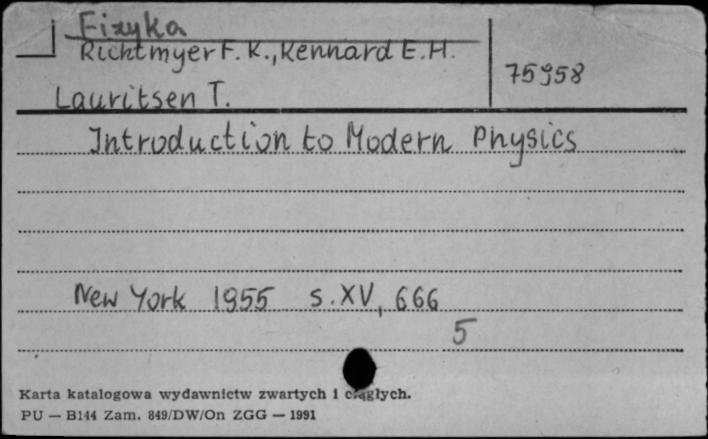 Fizyka
Richtmyer F. K., Kennard E. H.
75958
Lauritsen T.
Introduction to Modern Physics
New York 1955 s. XV, 666
5
Karta katalogowa wydawnictw zwartych i ciągłych.
PU — B144 Zam. 849/DW/On ZGG — 1991